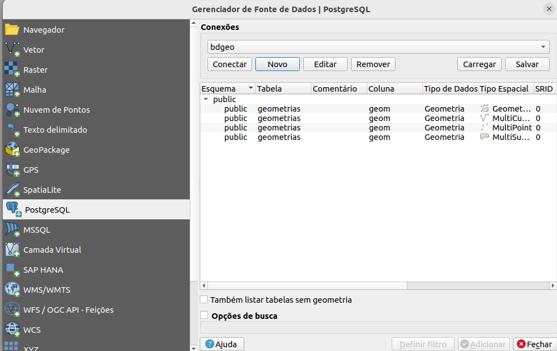 Gerenciador de Fonte de Dados | PostgreSQL
Navegador
Vetor
Raster
Malha
Nuvem de Pontos
Texto delimitado
GeoPackage
GPS
SpatiaLite
PostgreSQL
MSSQL
Camada Virtual
SAP HANA
WMS/WMTS
WFS / OGC API - Feições
WCS
XYZ
Conexões
bdgeo
Conectar Novo Editar Remover Carregar Salvar
Esquema Tabela Comentário Coluna Tipo de Dados Tipo Espacial SRID
public
public geometrias geom Geometria Geomet... 0
public geometrias geom Geometria MultiCu... 0
public geometrias geom Geometria MultiPoint 0
public geometrias geom Geometria MultiSu... 0
Também listar tabelas sem geometria
Opções de busca
Ajuda Definir filtro Adicionar Fechar